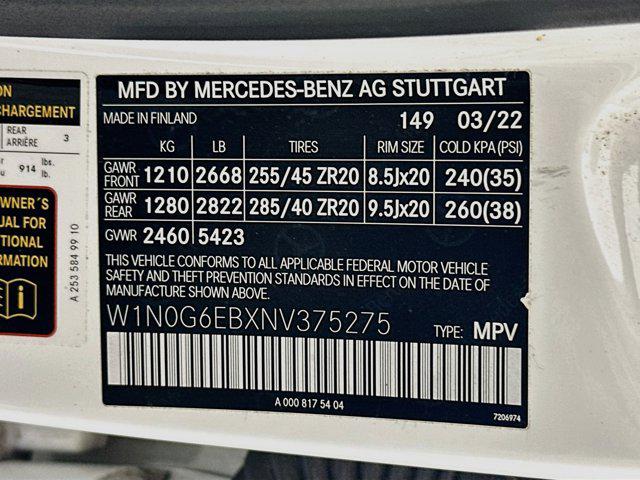 ON
CHARGEMENT
REAR
ARRIÈRE 3
914 lbs.
lb.
WNER´S
UAL FOR
TIONAL
ORMATION
A 253 584 99 10
MFD BY MERCEDES-BENZ AG STUTTGART
MADE IN FINLAND 149 03/22
KG LB TIRES RIM SIZE COLD KPA (PSI)
GAWR FRONT 1210 2668 255/45 ZR20 8.5Jx20 240(35)
GAWR REAR 1280 2822 285/40 ZR20 9.5Jx20 260(38)
GVWR 2460 5423
THIS VEHICLE CONFORMS TO ALL APPLICABLE FEDERAL MOTOR VEHICLE
SAFETY AND THEFT PREVENTION STANDARDS IN EFFECT ON THE DATE
OF MANUFACTURE SHOWN ABOVE.
W1N0G6EBXNV375275
TYPE: MPV
A 000 817 54 04
7206974